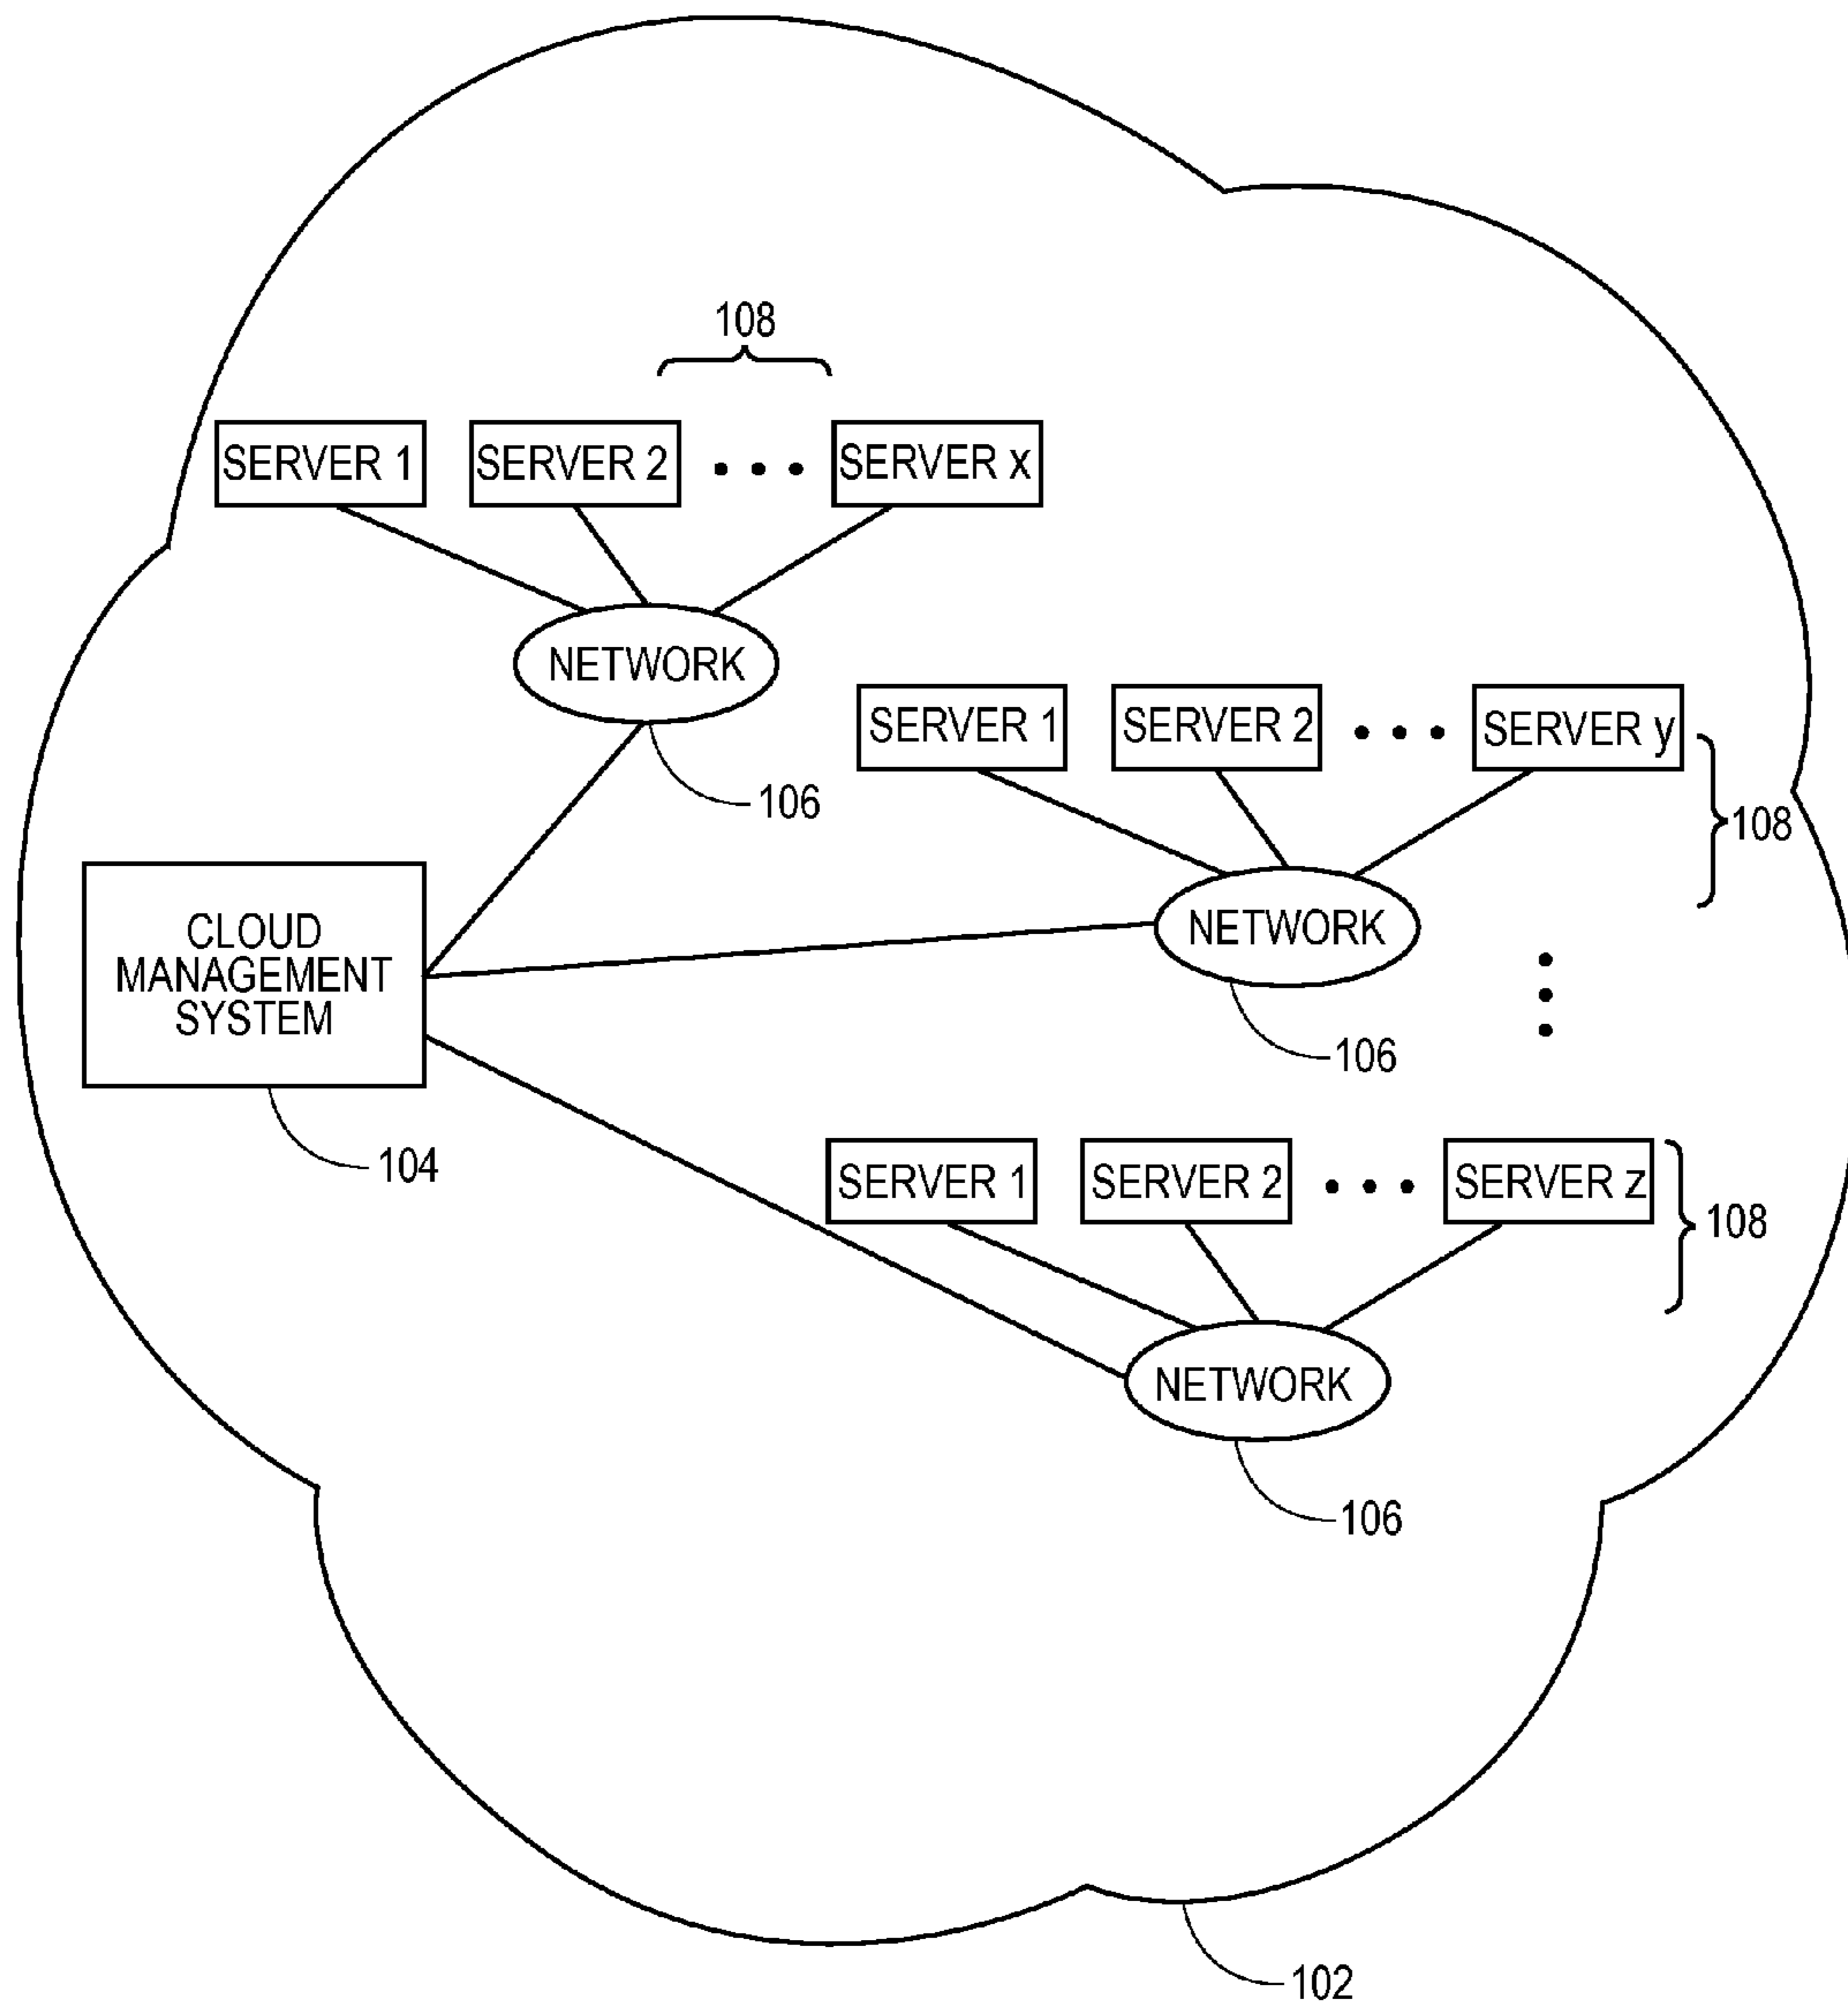 108
SERVER 1
SERVER 2
SERVER x
NETWORK
106
SERVER 1
SERVER 2
SERVER y
108
NETWORK
106
CLOUD
MANAGEMENT
SYSTEM
104
SERVER 1
SERVER 2
SERVER z
108
NETWORK
106
102